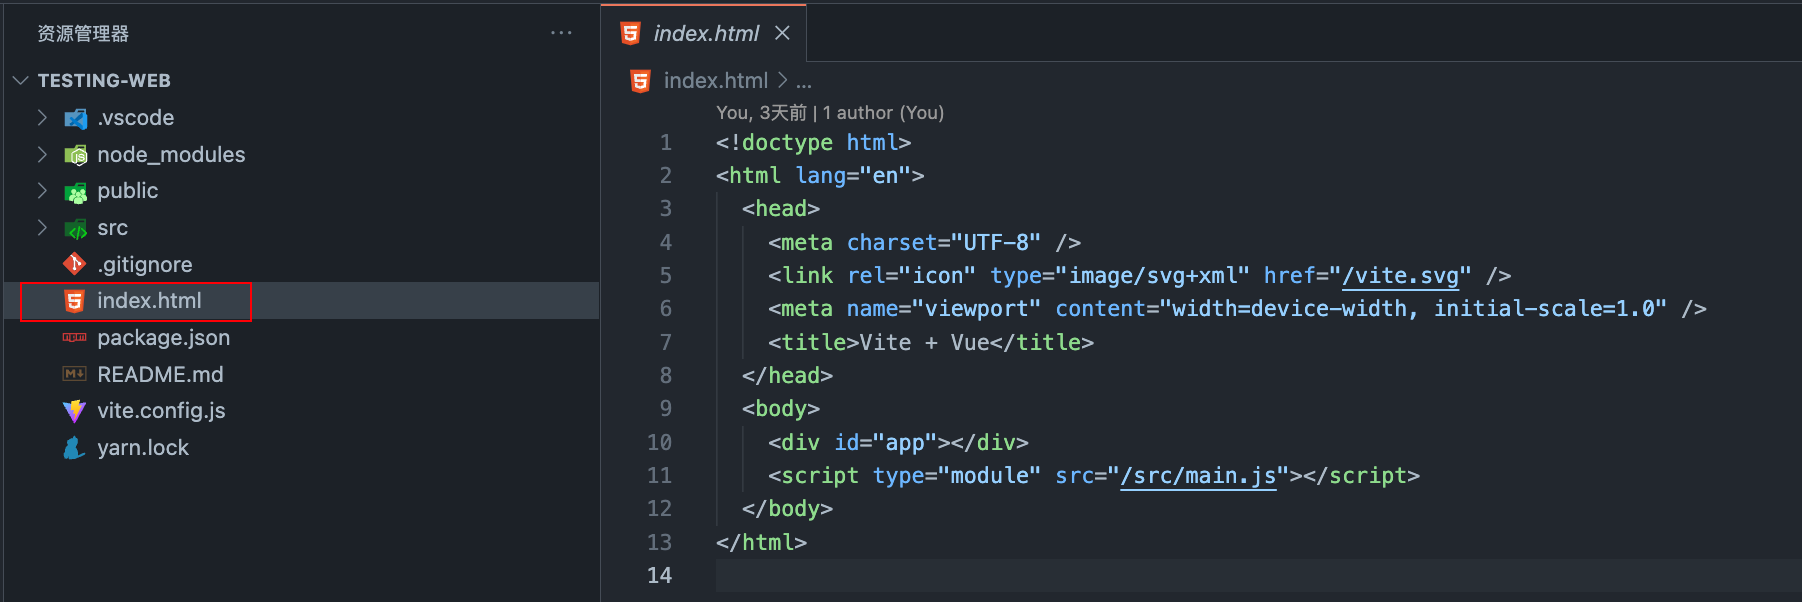 资源管理器 ···
TESTING-WEB
.vscode
node_modules
public
src
.gitignore
index.html
package.json
README.md
vite.config.js
yarn.lock
index.html
index.html > ...
You, 3天前 | 1 author (You)
1 <!doctype html>
2 <html lang="en">
3 <head>
4 <meta charset="UTF-8" />
5 <link rel="icon" type="image/svg+xml" href="/vite.svg" />
6 <meta name="viewport" content="width=device-width, initial-scale=1.0" />
7 <title>Vite + Vue</title>
8 </head>
9 <body>
10 <div id="app"></div>
11 <script type="module" src="/src/main.js"></script>
12 </body>
13 </html>
14